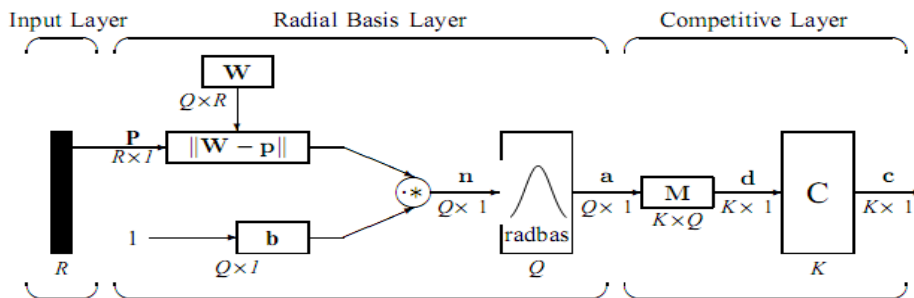 Input Layer Radial Basis Layer Competitive Layer
W
Q×R
P ‖W − p‖ n a M d C c
R×1 ·* Q× 1 radbas Q× 1 K×Q K× 1 K× 1
1 b
R Q×1 Q K